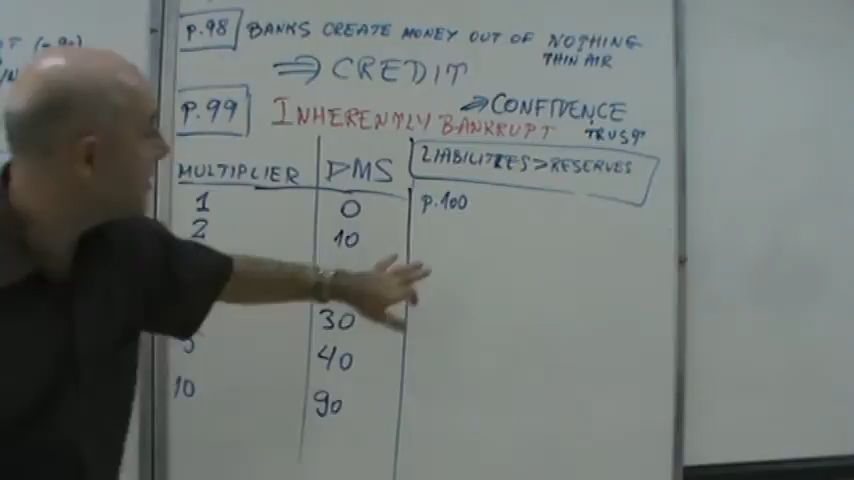 p.98 BANKS CREATE MONEY OUT OF NOTHING
THIN AIR
⇒ CREDIT
p.99 INHERENTLY BANKRUPT
→ CONFIDENCE
TRUST
LIABILITIES > RESERVES
MULTIPLIER DMS
1 0
2 10
30
5 40
10 90
p.100